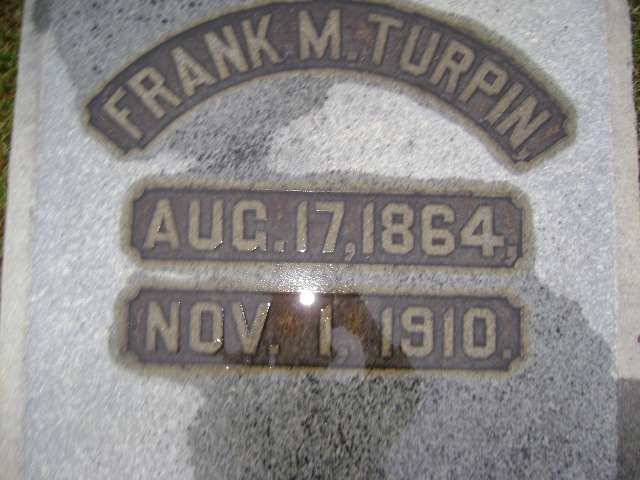 FRANK M. TURPIN,
AUG. 17, 1864,
NOV. 1, 1910.